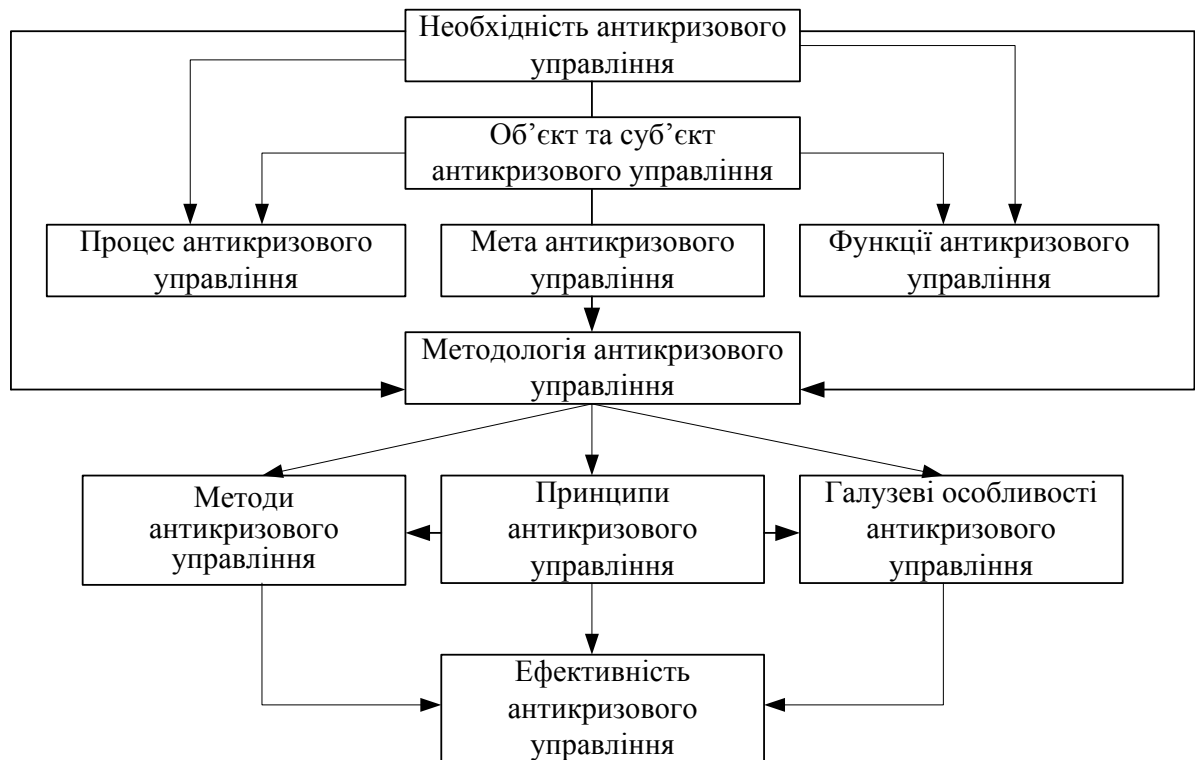 Необхідність антикризового
управління
Об’єкт та суб’єкт
антикризового управління
Процес антикризового
управління
Мета антикризового
управління
Функції антикризового
управління
Методологія антикризового
управління
Методи
антикризового
управління
Принципи
антикризового
управління
Галузеві особливості
антикризового
управління
Ефективність
антикризового
управління